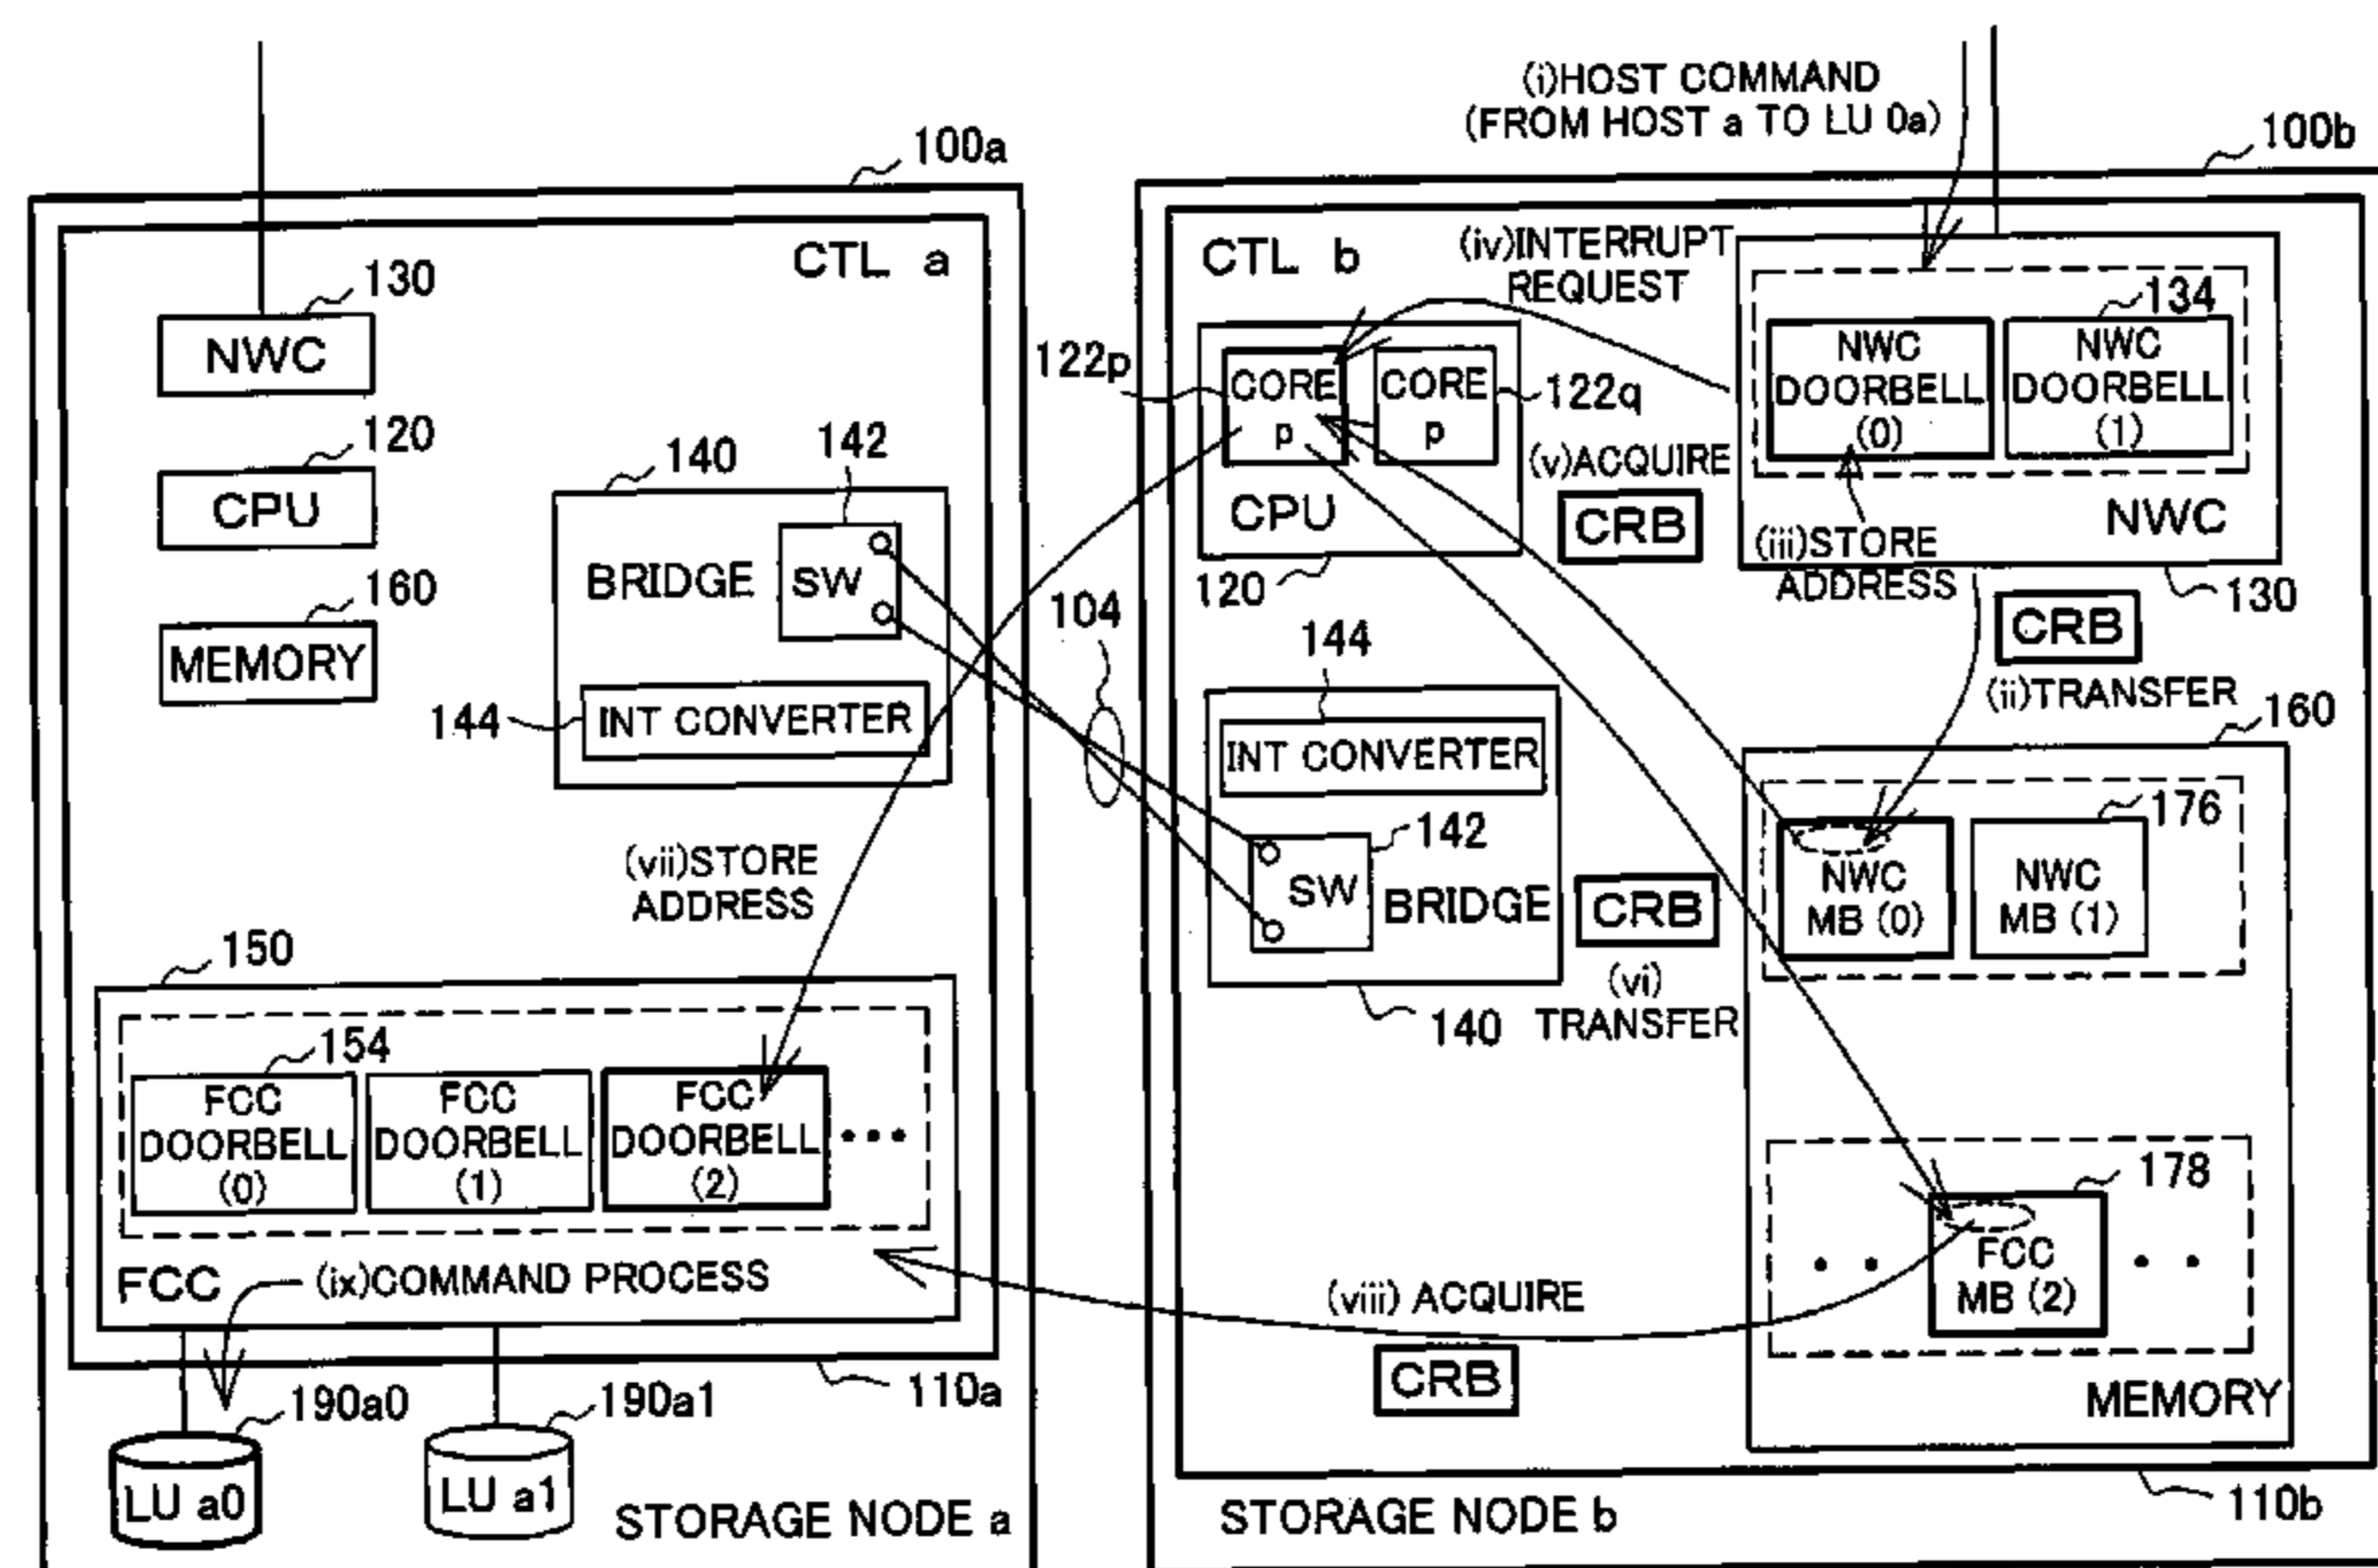 (i)HOST COMMAND
(FROM HOST a TO LU 0a)
100a
100b
CTL a
130
NWC
120
CPU
160
MEMORY
140
142
BRIDGE
SW
144
INT CONVERTER
104
(vii)STORE
ADDRESS
150
154
FCC
DOORBELL
(0)
FCC
DOORBELL
(1)
FCC
DOORBELL
(2)
•••
FCC
(ix)COMMAND PROCESS
110a
190a0
LU a0
190a1
LU a1
STORAGE NODE a
CTL b
(iv)INTERRUPT
REQUEST
134
NWC
DOORBELL
(0)
NWC
DOORBELL
(1)
NWC
130
122p
CORE
p
CORE
p
122q
CPU
120
(v)ACQUIRE
CRB
(iii)STORE
ADDRESS
CRB
(ii)TRANSFER
144
INT CONVERTER
142
SW
BRIDGE
140
CRB
(vi)
TRANSFER
160
176
NWC
MB (0)
NWC
MB (1)
178
• •
FCC
MB (2)
• •
MEMORY
(viii) ACQUIRE
CRB
110b
STORAGE NODE b